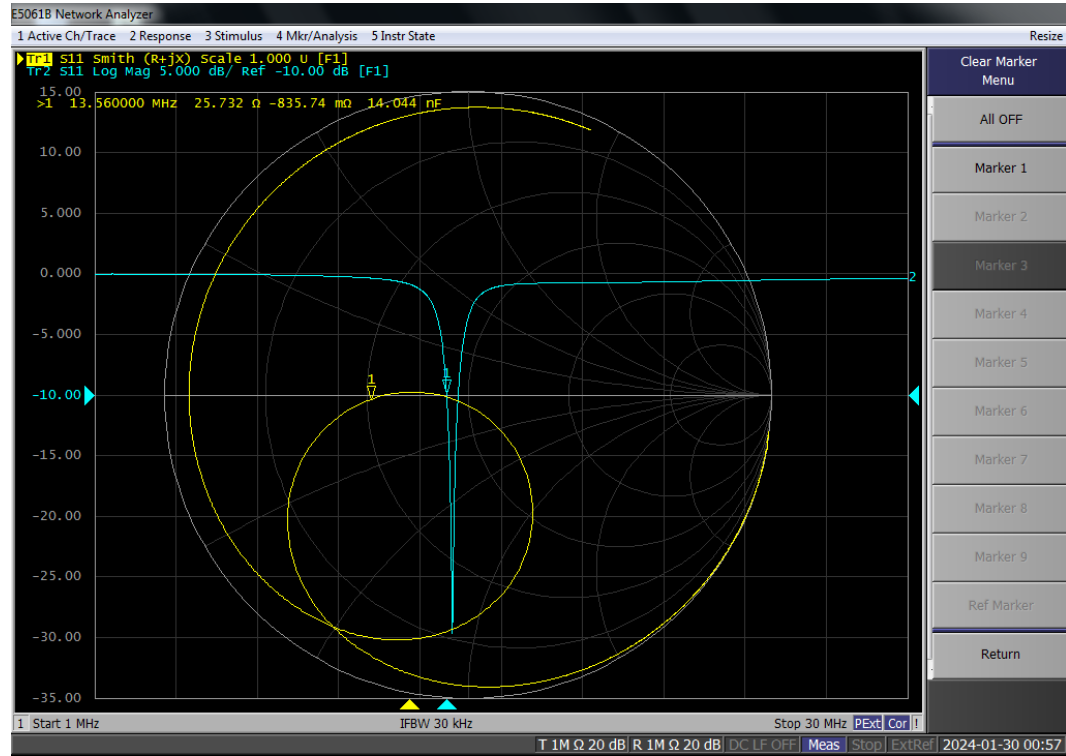 E5061B Network Analyzer
1 Active Ch/Trace 2 Response 3 Stimulus 4 Mkr/Analysis 5 Instr State Resize
Tr1 S11 Smith (R+jX) Scale 1.000 U [F1]
Tr2 S11 Log Mag 5.000 dB/ Ref -10.00 dB [F1]
>1 13.560000 MHz 25.732 Ω -835.74 mΩ 14.044 nF
15.00
10.00
5.000
0.000
-5.000
-10.00
-15.00
-20.00
-25.00
-30.00
-35.00
1
1
2
Clear Marker
Menu
All OFF
Marker 1
Marker 2
Marker 3
Marker 4
Marker 5
Marker 6
Marker 7
Marker 8
Marker 9
Ref Marker
Return
1 Start 1 MHz IFBW 30 kHz Stop 30 MHz PExt Cor !
T 1M Ω 20 dB R 1M Ω 20 dB DC LF OFF Meas Stop ExtRef 2024-01-30 00:57